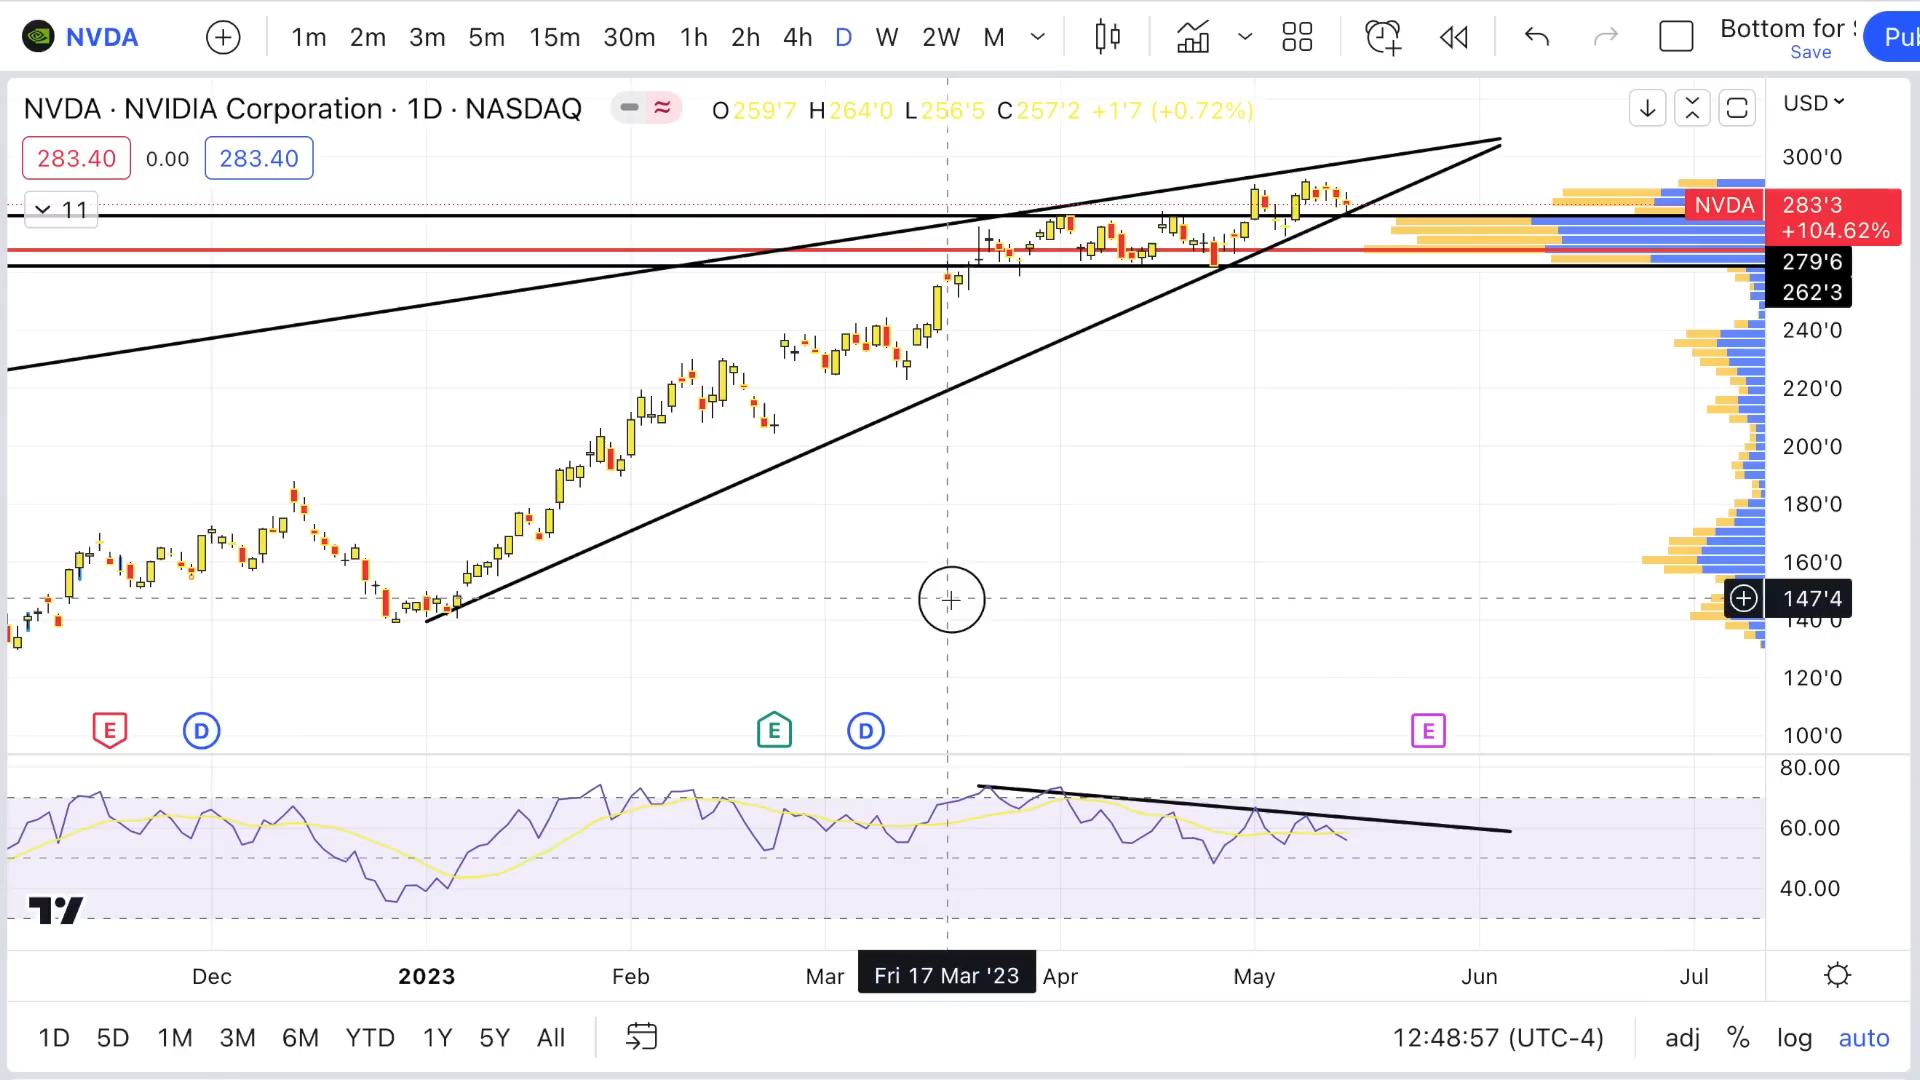 NVDA 1m 2m 3m 5m 15m 30m 1h 2h 4h D W 2W M Bottom for
Save
NVDA · NVIDIA Corporation · 1D · NASDAQ O259'7 H264'0 L256'5 C257'2 +1'7 (+0.72%)
USD
283.40 0.00 283.40
11
300'0
NVDA 283'3
+104.62%
279'6
262'3
240'0
220'0
200'0
180'0
160'0
147'4
140'0
120'0
100'0
E D E D E
80.00
60.00
40.00
Dec 2023 Feb Mar Fri 17 Mar '23 Apr May Jun Jul
1D 5D 1M 3M 6M YTD 1Y 5Y All 12:48:57 (UTC-4) adj % log auto